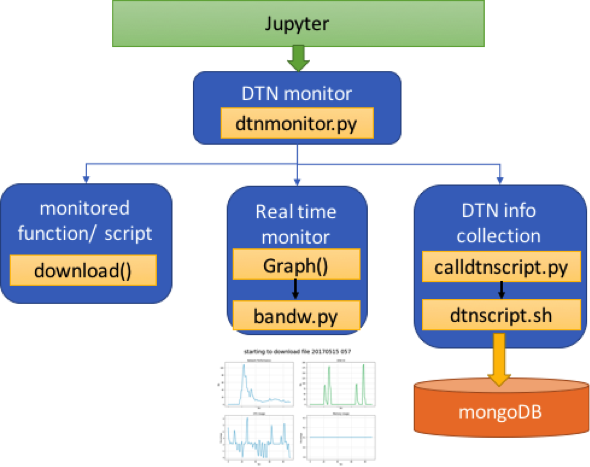 Jupyter
DTN monitor
dtnmonitor.py
monitored
function/ script
download()
Real time
monitor
Graph()
bandw.py
DTN info
collection
calldtnscript.py
dtnscript.sh
mongoDB
starting to download file 20170515 057